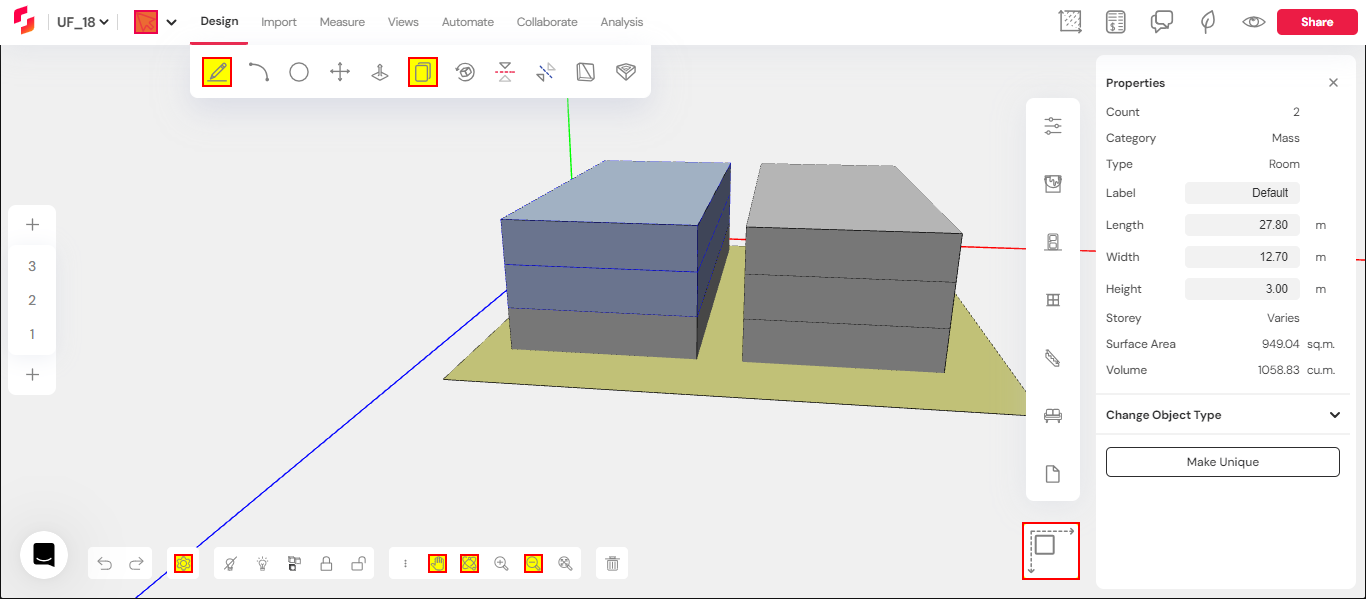 UF_18
Design
Import
Measure
Views
Automate
Collaborate
Analysis
Share
3
2
1
Properties
Count 2
Category Mass
Type Room
Label Default
Length 27.80 m
Width 12.70 m
Height 3.00 m
Storey Varies
Surface Area 949.04 sq.m.
Volume 1058.83 cu.m.
Change Object Type
Make Unique